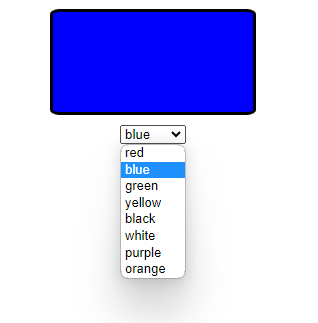 blue
red
blue
green
yellow
black
white
purple
orange